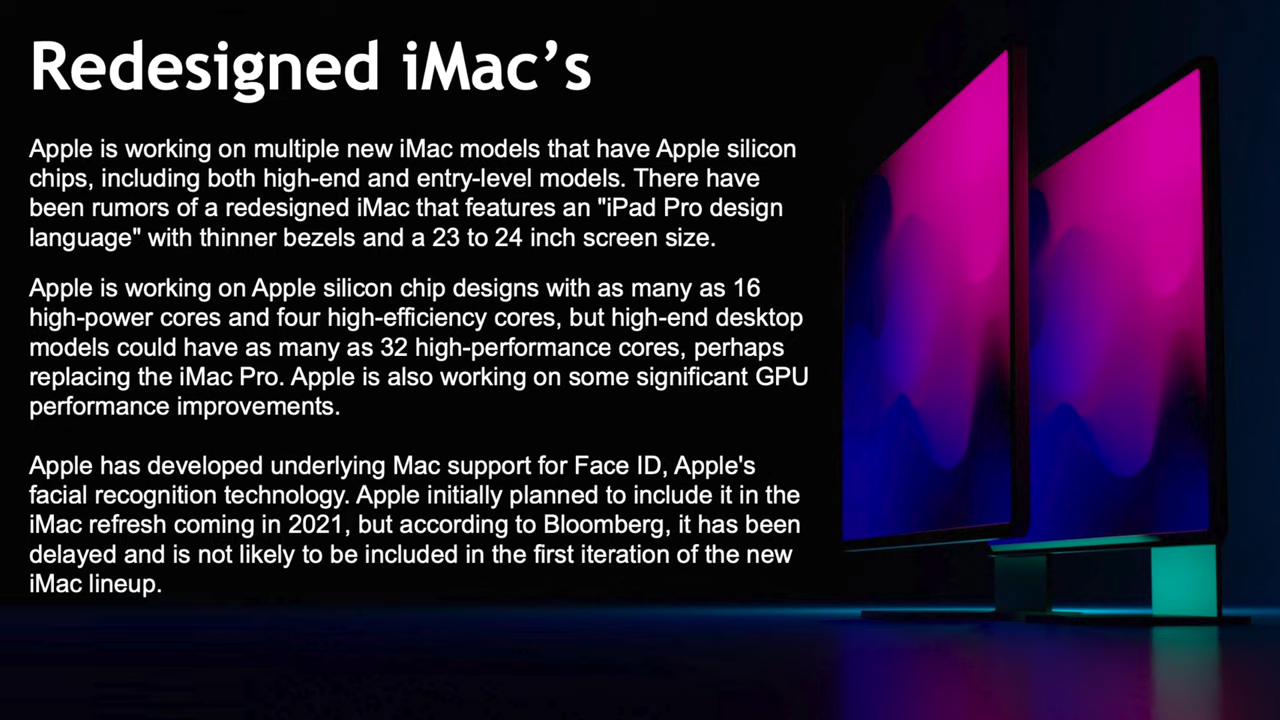 Redesigned iMac’s
Apple is working on multiple new iMac models that have Apple silicon
chips, including both high-end and entry-level models. There have
been rumors of a redesigned iMac that features an "iPad Pro design
language" with thinner bezels and a 23 to 24 inch screen size.
Apple is working on Apple silicon chip designs with as many as 16
high-power cores and four high-efficiency cores, but high-end desktop
models could have as many as 32 high-performance cores, perhaps
replacing the iMac Pro. Apple is also working on some significant GPU
performance improvements.
Apple has developed underlying Mac support for Face ID, Apple's
facial recognition technology. Apple initially planned to include it in the
iMac refresh coming in 2021, but according to Bloomberg, it has been
delayed and is not likely to be included in the first iteration of the new
iMac lineup.